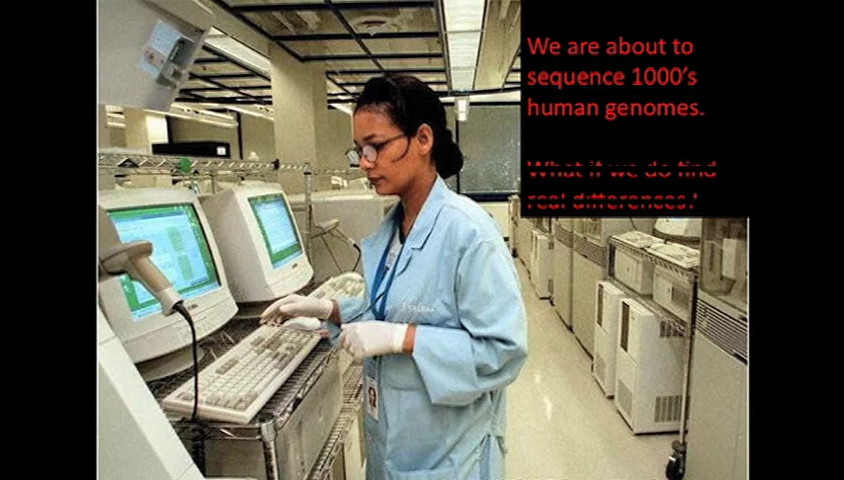 We are about to
sequence 1000’s
human genomes.
What if we do find
real differences?